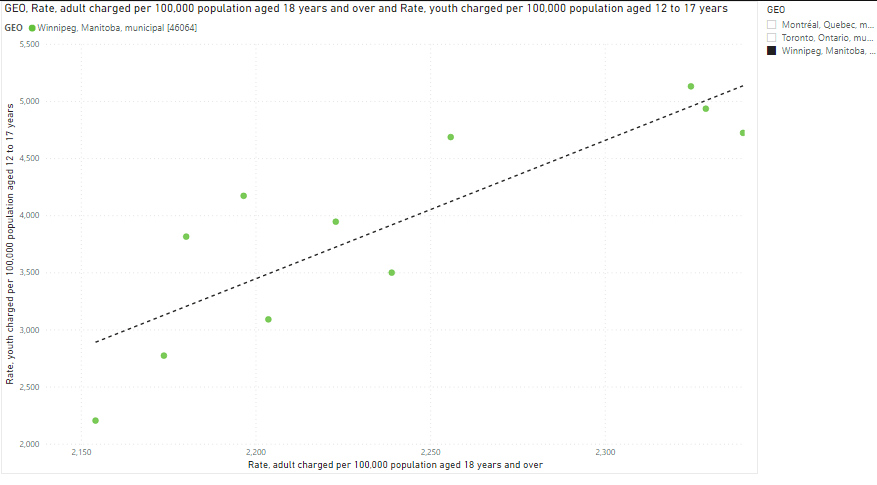 GEO, Rate, adult charged per 100,000 population aged 18 years and over and Rate, youth charged per 100,000 population aged 12 to 17 years
GEO Winnipeg, Manitoba, municipal [46064]
5,500
5,000
4,500
4,000
3,500
3,000
2,500
2,000
Rate, youth charged per 100,000 population aged 12 to 17 years
2,150 2,200 2,250 2,300
Rate, adult charged per 100,000 population aged 18 years and over
GEO
Montréal, Quebec, m...
Toronto, Ontario, mu...
Winnipeg, Manitoba, ...